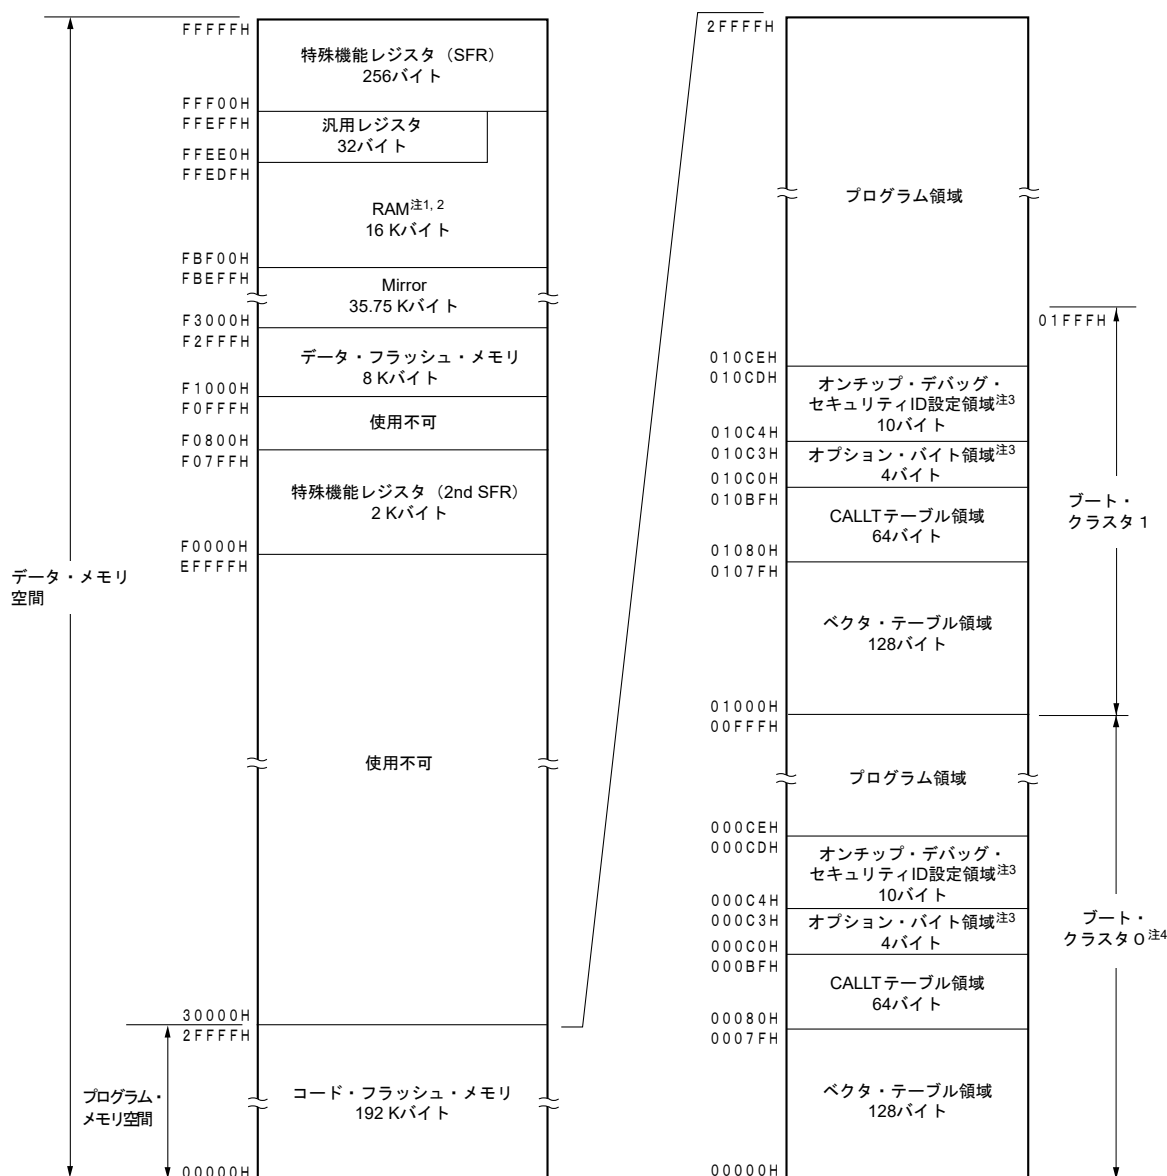 FFFFFH
特殊機能レジスタ（SFR）
256バイト
FFF00H
FFEFFH
汎用レジスタ
32バイト
FFEE0H
FFEDFH
RAM注1, 2
16 Kバイト
FBF00H
FBEFFH
Mirror
35.75 Kバイト
F3000H
F2FFFH
データ・フラッシュ・メモリ
8 Kバイト
F1000H
F0FFFH
使用不可
F0800H
F07FFH
特殊機能レジスタ（2nd SFR）
2 Kバイト
F0000H
EFFFFH
データ・メモリ
空間
使用不可
30000H
2FFFFH
プログラム・
メモリ空間
コード・フラッシュ・メモリ
192 Kバイト
00000H
2FFFFH
プログラム領域
01FFFH
010CEH
010CDH
オンチップ・デバッグ・
セキュリティID設定領域注3
10バイト
010C4H
010C3H
オプション・バイト領域注3
4バイト
010C0H
010BFH
CALLTテーブル領域
64バイト
ブート・
クラスタ1
01080H
0107FH
ベクタ・テーブル領域
128バイト
01000H
00FFFH
プログラム領域
000CEH
000CDH
オンチップ・デバッグ・
セキュリティID設定領域注3
10バイト
000C4H
000C3H
オプション・バイト領域注3
4バイト
000C0H
000BFH
ブート・
クラスタ0注4
CALLTテーブル領域
64バイト
00080H
0007FH
ベクタ・テーブル領域
128バイト
00000H